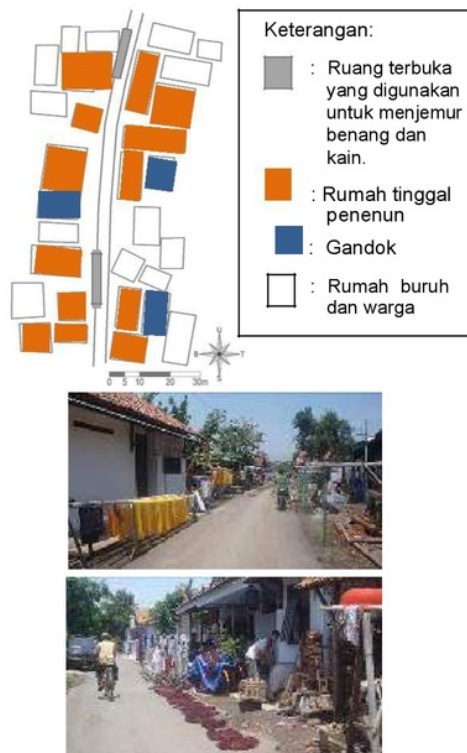 Keterangan:
: Ruang terbuka
yang digunakan
untuk menjemur
benang dan
kain.
: Rumah tinggal
penenun
: Gandok
: Rumah buruh
dan warga
U
B T
S
0 5 10 20 30m